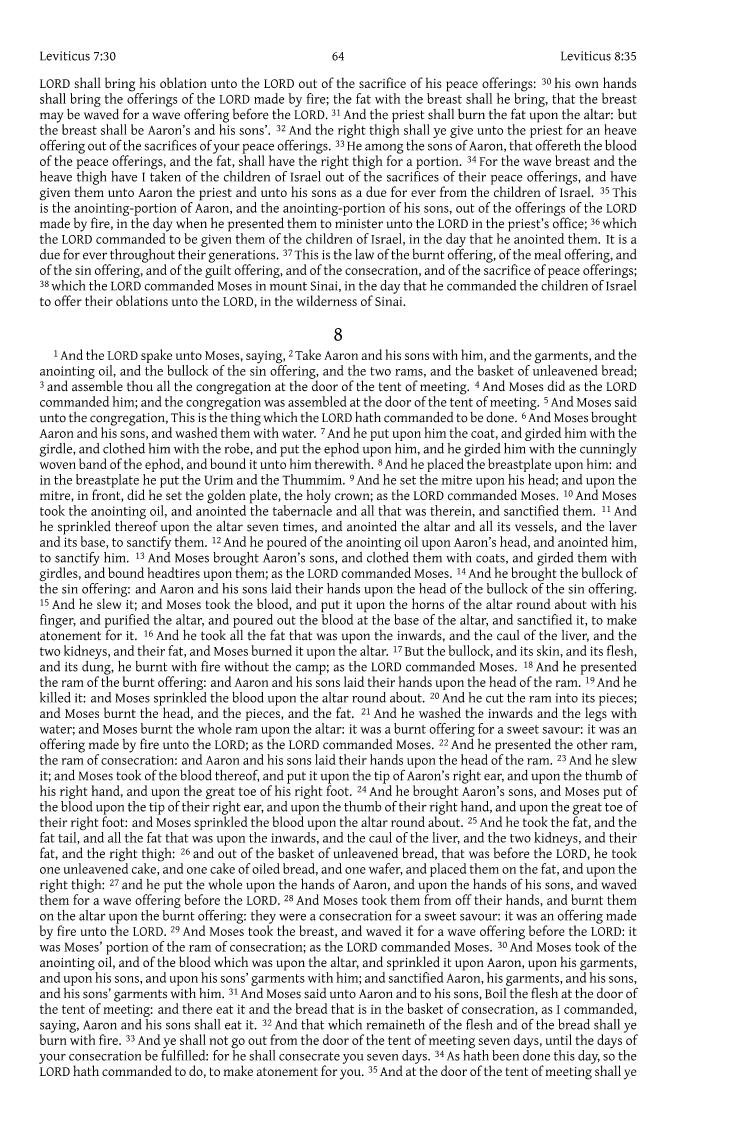 Leviticus 7:30 64 Leviticus 8:35
LORD shall bring his oblation unto the LORD out of the sacrifice of his peace offerings: 30 his own hands
shall bring the offerings of the LORD made by fire; the fat with the breast shall he bring, that the breast
may be waved for a wave offering before the LORD. 31 And the priest shall burn the fat upon the altar: but
the breast shall be Aaron’s and his sons’. 32 And the right thigh shall ye give unto the priest for an heave
offering out of the sacrifices of your peace offerings. 33 He among the sons of Aaron, that offereth the blood
of the peace offerings, and the fat, shall have the right thigh for a portion. 34 For the wave breast and the
heave thigh have I taken of the children of Israel out of the sacrifices of their peace offerings, and have
given them unto Aaron the priest and unto his sons as a due for ever from the children of Israel. 35 This
is the anointing-portion of Aaron, and the anointing-portion of his sons, out of the offerings of the LORD
made by fire, in the day when he presented them to minister unto the LORD in the priest’s office; 36 which
the LORD commanded to be given them of the children of Israel, in the day that he anointed them. It is a
due for ever throughout their generations. 37 This is the law of the burnt offering, of the meal offering, and
of the sin offering, and of the guilt offering, and of the consecration, and of the sacrifice of peace offerings;
38 which the LORD commanded Moses in mount Sinai, in the day that he commanded the children of Israel
to offer their oblations unto the LORD, in the wilderness of Sinai.
8
1 And the LORD spake unto Moses, saying, 2 Take Aaron and his sons with him, and the garments, and the
anointing oil, and the bullock of the sin offering, and the two rams, and the basket of unleavened bread;
3 and assemble thou all the congregation at the door of the tent of meeting. 4 And Moses did as the LORD
commanded him; and the congregation was assembled at the door of the tent of meeting. 5 And Moses said
unto the congregation, This is the thing which the LORD hath commanded to be done. 6 And Moses brought
Aaron and his sons, and washed them with water. 7 And he put upon him the coat, and girded him with the
girdle, and clothed him with the robe, and put the ephod upon him, and he girded him with the cunningly
woven band of the ephod, and bound it unto him therewith. 8 And he placed the breastplate upon him: and
in the breastplate he put the Urim and the Thummim. 9 And he set the mitre upon his head; and upon the
mitre, in front, did he set the golden plate, the holy crown; as the LORD commanded Moses. 10 And Moses
took the anointing oil, and anointed the tabernacle and all that was therein, and sanctified them. 11 And
he sprinkled thereof upon the altar seven times, and anointed the altar and all its vessels, and the laver
and its base, to sanctify them. 12 And he poured of the anointing oil upon Aaron’s head, and anointed him,
to sanctify him. 13 And Moses brought Aaron’s sons, and clothed them with coats, and girded them with
girdles, and bound headtires upon them; as the LORD commanded Moses. 14 And he brought the bullock of
the sin offering: and Aaron and his sons laid their hands upon the head of the bullock of the sin offering.
15 And he slew it; and Moses took the blood, and put it upon the horns of the altar round about with his
finger, and purified the altar, and poured out the blood at the base of the altar, and sanctified it, to make
atonement for it. 16 And he took all the fat that was upon the inwards, and the caul of the liver, and the
two kidneys, and their fat, and Moses burned it upon the altar. 17 But the bullock, and its skin, and its flesh,
and its dung, he burnt with fire without the camp; as the LORD commanded Moses. 18 And he presented
the ram of the burnt offering: and Aaron and his sons laid their hands upon the head of the ram. 19 And he
killed it: and Moses sprinkled the blood upon the altar round about. 20 And he cut the ram into its pieces;
and Moses burnt the head, and the pieces, and the fat. 21 And he washed the inwards and the legs with
water; and Moses burnt the whole ram upon the altar: it was a burnt offering for a sweet savour: it was an
offering made by fire unto the LORD; as the LORD commanded Moses. 22 And he presented the other ram,
the ram of consecration: and Aaron and his sons laid their hands upon the head of the ram. 23 And he slew
it; and Moses took of the blood thereof, and put it upon the tip of Aaron’s right ear, and upon the thumb of
his right hand, and upon the great toe of his right foot. 24 And he brought Aaron’s sons, and Moses put of
the blood upon the tip of their right ear, and upon the thumb of their right hand, and upon the great toe of
their right foot: and Moses sprinkled the blood upon the altar round about. 25 And he took the fat, and the
fat tail, and all the fat that was upon the inwards, and the caul of the liver, and the two kidneys, and their
fat, and the right thigh: 26 and out of the basket of unleavened bread, that was before the LORD, he took
one unleavened cake, and one cake of oiled bread, and one wafer, and placed them on the fat, and upon the
right thigh: 27 and he put the whole upon the hands of Aaron, and upon the hands of his sons, and waved
them for a wave offering before the LORD. 28 And Moses took them from off their hands, and burnt them
on the altar upon the burnt offering: they were a consecration for a sweet savour: it was an offering made
by fire unto the LORD. 29 And Moses took the breast, and waved it for a wave offering before the LORD: it
was Moses’ portion of the ram of consecration; as the LORD commanded Moses. 30 And Moses took of the
anointing oil, and of the blood which was upon the altar, and sprinkled it upon Aaron, upon his garments,
and upon his sons, and upon his sons’ garments with him; and sanctified Aaron, his garments, and his sons,
and his sons’ garments with him. 31 And Moses said unto Aaron and to his sons, Boil the flesh at the door of
the tent of meeting: and there eat it and the bread that is in the basket of consecration, as I commanded,
saying, Aaron and his sons shall eat it. 32 And that which remaineth of the flesh and of the bread shall ye
burn with fire. 33 And ye shall not go out from the door of the tent of meeting seven days, until the days of
your consecration be fulfilled: for he shall consecrate you seven days. 34 As hath been done this day, so the
LORD hath commanded to do, to make atonement for you. 35 And at the door of the tent of meeting shall ye